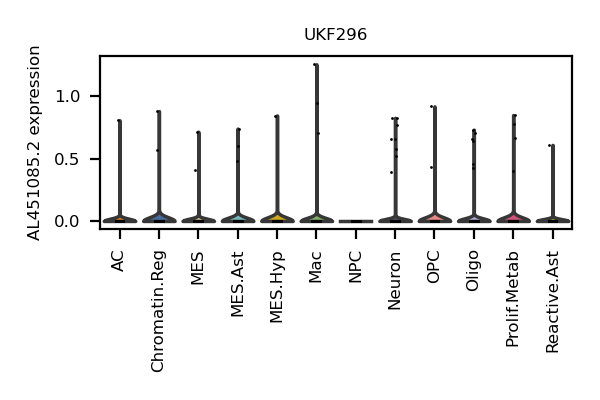 UKF296
AL451085.2 expression
1.0
0.5
0.0
AC
Chromatin.Reg
MES
MES.Ast
MES.Hyp
Mac
NPC
Neuron
OPC
Oligo
Prolif.Metab
Reactive.Ast